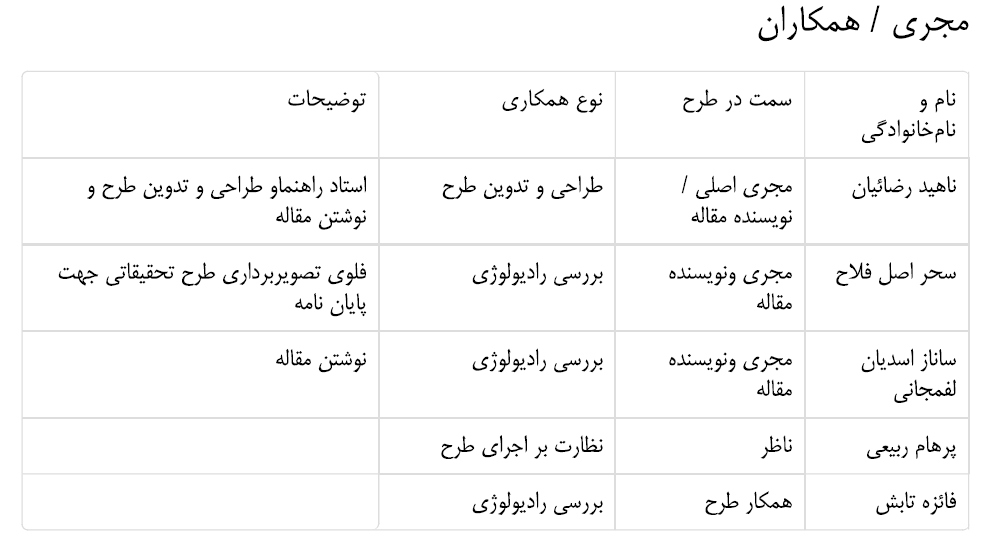 مجری / همکاران
نام و
نام‌خانوادگی
سمت در طرح
نوع همکاری
توضیحات
ناهید رضائیان
مجری اصلی /
نویسنده مقاله
طراحی و تدوین طرح
استاد راهنماو طراحی و تدوین طرح و
نوشتن مقاله
سحر اصل فلاح
مجری ونویسنده
مقاله
بررسی رادیولوژی
فلوی تصویربرداری طرح تحقیقاتی جهت
پایان نامه
ساناز اسدیان
لفمجانی
مجری ونویسنده
مقاله
بررسی رادیولوژی
نوشتن مقاله
پرهام ربیعی
ناظر
نظارت بر اجرای طرح
فائزه تابش
همکار طرح
بررسی رادیولوژی